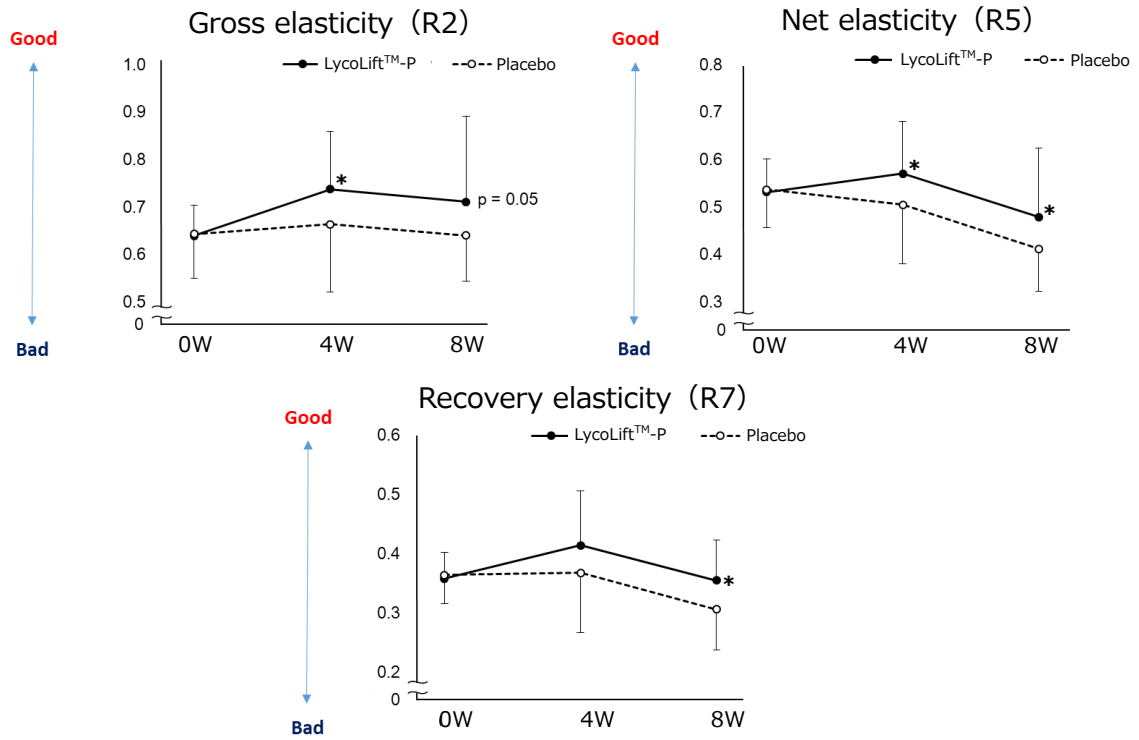 Gross elasticity（R2）
Good
LycoLift™-P
Placebo
1.0
0.9
0.8
0.7
0.6
0.5
0
*
p = 0.05
Bad
0W
4W
8W
Net elasticity（R5）
Good
LycoLift™-P
Placebo
0.8
0.7
0.6
0.5
0.4
0.3
0
*
*
Bad
0W
4W
8W
Recovery elasticity（R7）
Good
LycoLift™-P
Placebo
0.6
0.5
0.4
0.3
0.2
0
*
Bad
0W
4W
8W